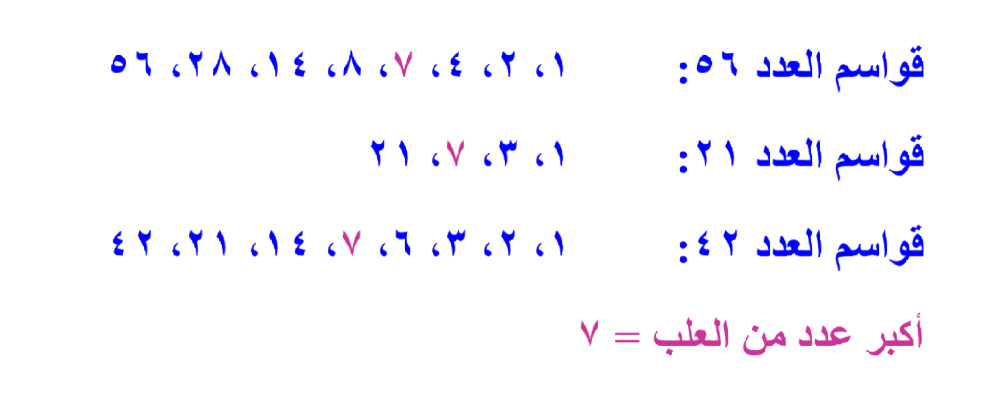 قواسم العدد ٥٦: ١، ٢، ٤، ٧، ٨، ١٤، ٢٨، ٥٦
قواسم العدد ٢١: ١، ٣، ٧، ٢١
قواسم العدد ٤٢: ١، ٢، ٣، ٦، ٧، ١٤، ٢١، ٤٢
أكبر عدد من العلب = ٧